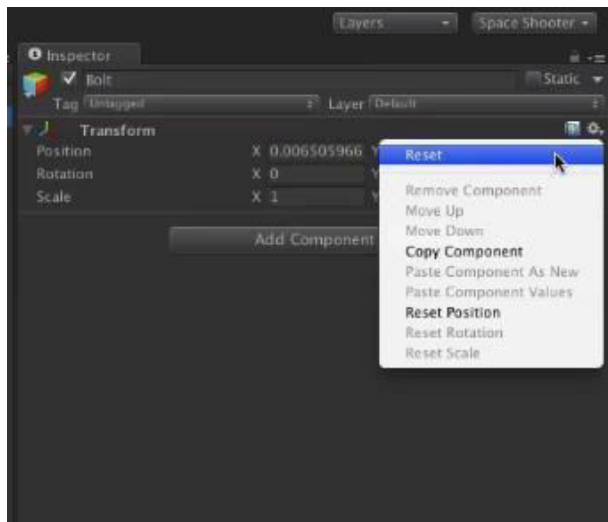 Layers Space Shooter
Inspector
Bolt Static
Tag Untagged Layer Default
Transform
Position X 0.006505966 Y
Rotation X 0 Y
Scale X 1 Y
Add Component
Reset
Remove Component
Move Up
Move Down
Copy Component
Paste Component As New
Paste Component Values
Reset Position
Reset Rotation
Reset Scale